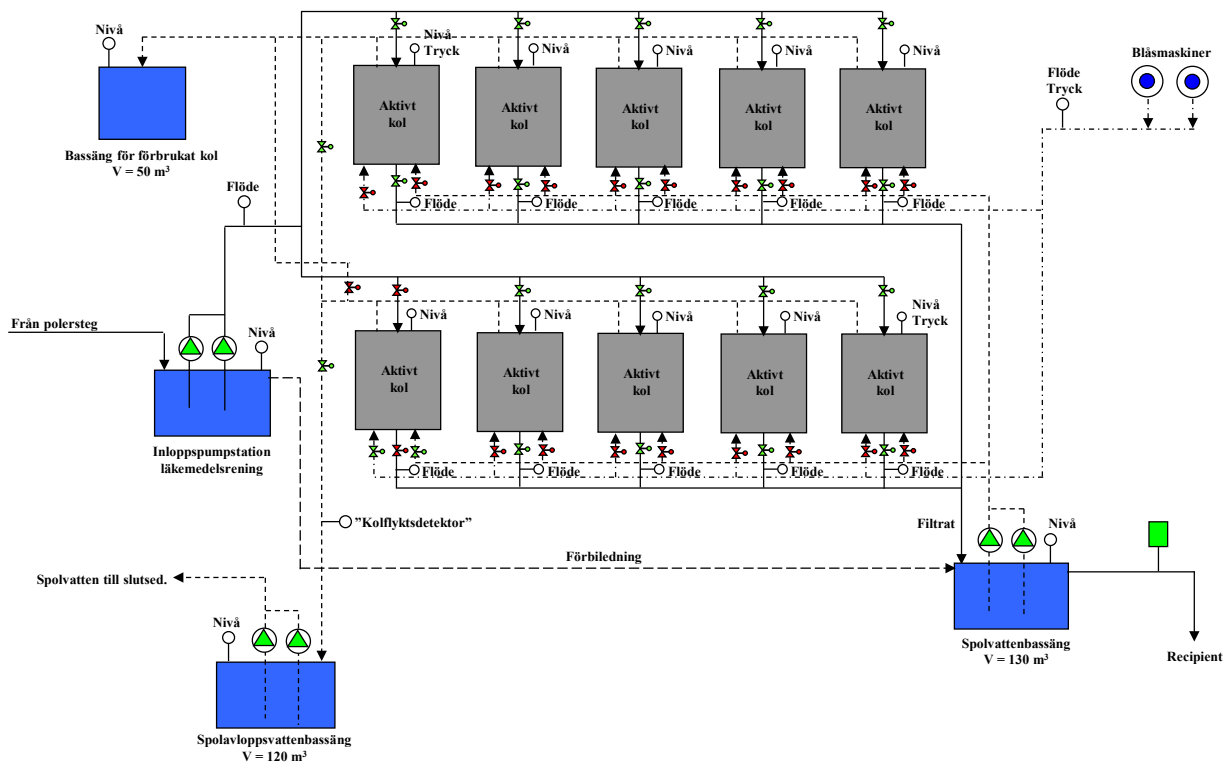 Nivå
Nivå
Tryck
Nivå
Nivå
Nivå
Nivå
Blåsmaskiner
Flöde
Tryck
Aktivt
kol
Aktivt
kol
Aktivt
kol
Aktivt
kol
Aktivt
kol
Bassäng för förbrukat kol
V = 50 m³
Flöde
Flöde
Flöde
Flöde
Flöde
Flöde
Från polersteg
Nivå
Nivå
Nivå
Nivå
Nivå
Nivå
Tryck
Aktivt
kol
Aktivt
kol
Aktivt
kol
Aktivt
kol
Aktivt
kol
Inloppspumpstation
läkemedelsrening
Flöde
Flöde
Flöde
Flöde
Flöde
"Kolflyktsdetektor"
Filtrat
Nivå
Förbiledning
Spolvatten till slutsed.
Nivå
Spolvattenbassäng
V = 130 m³
Recipient
Spolavloppsvattenbassäng
V = 120 m³